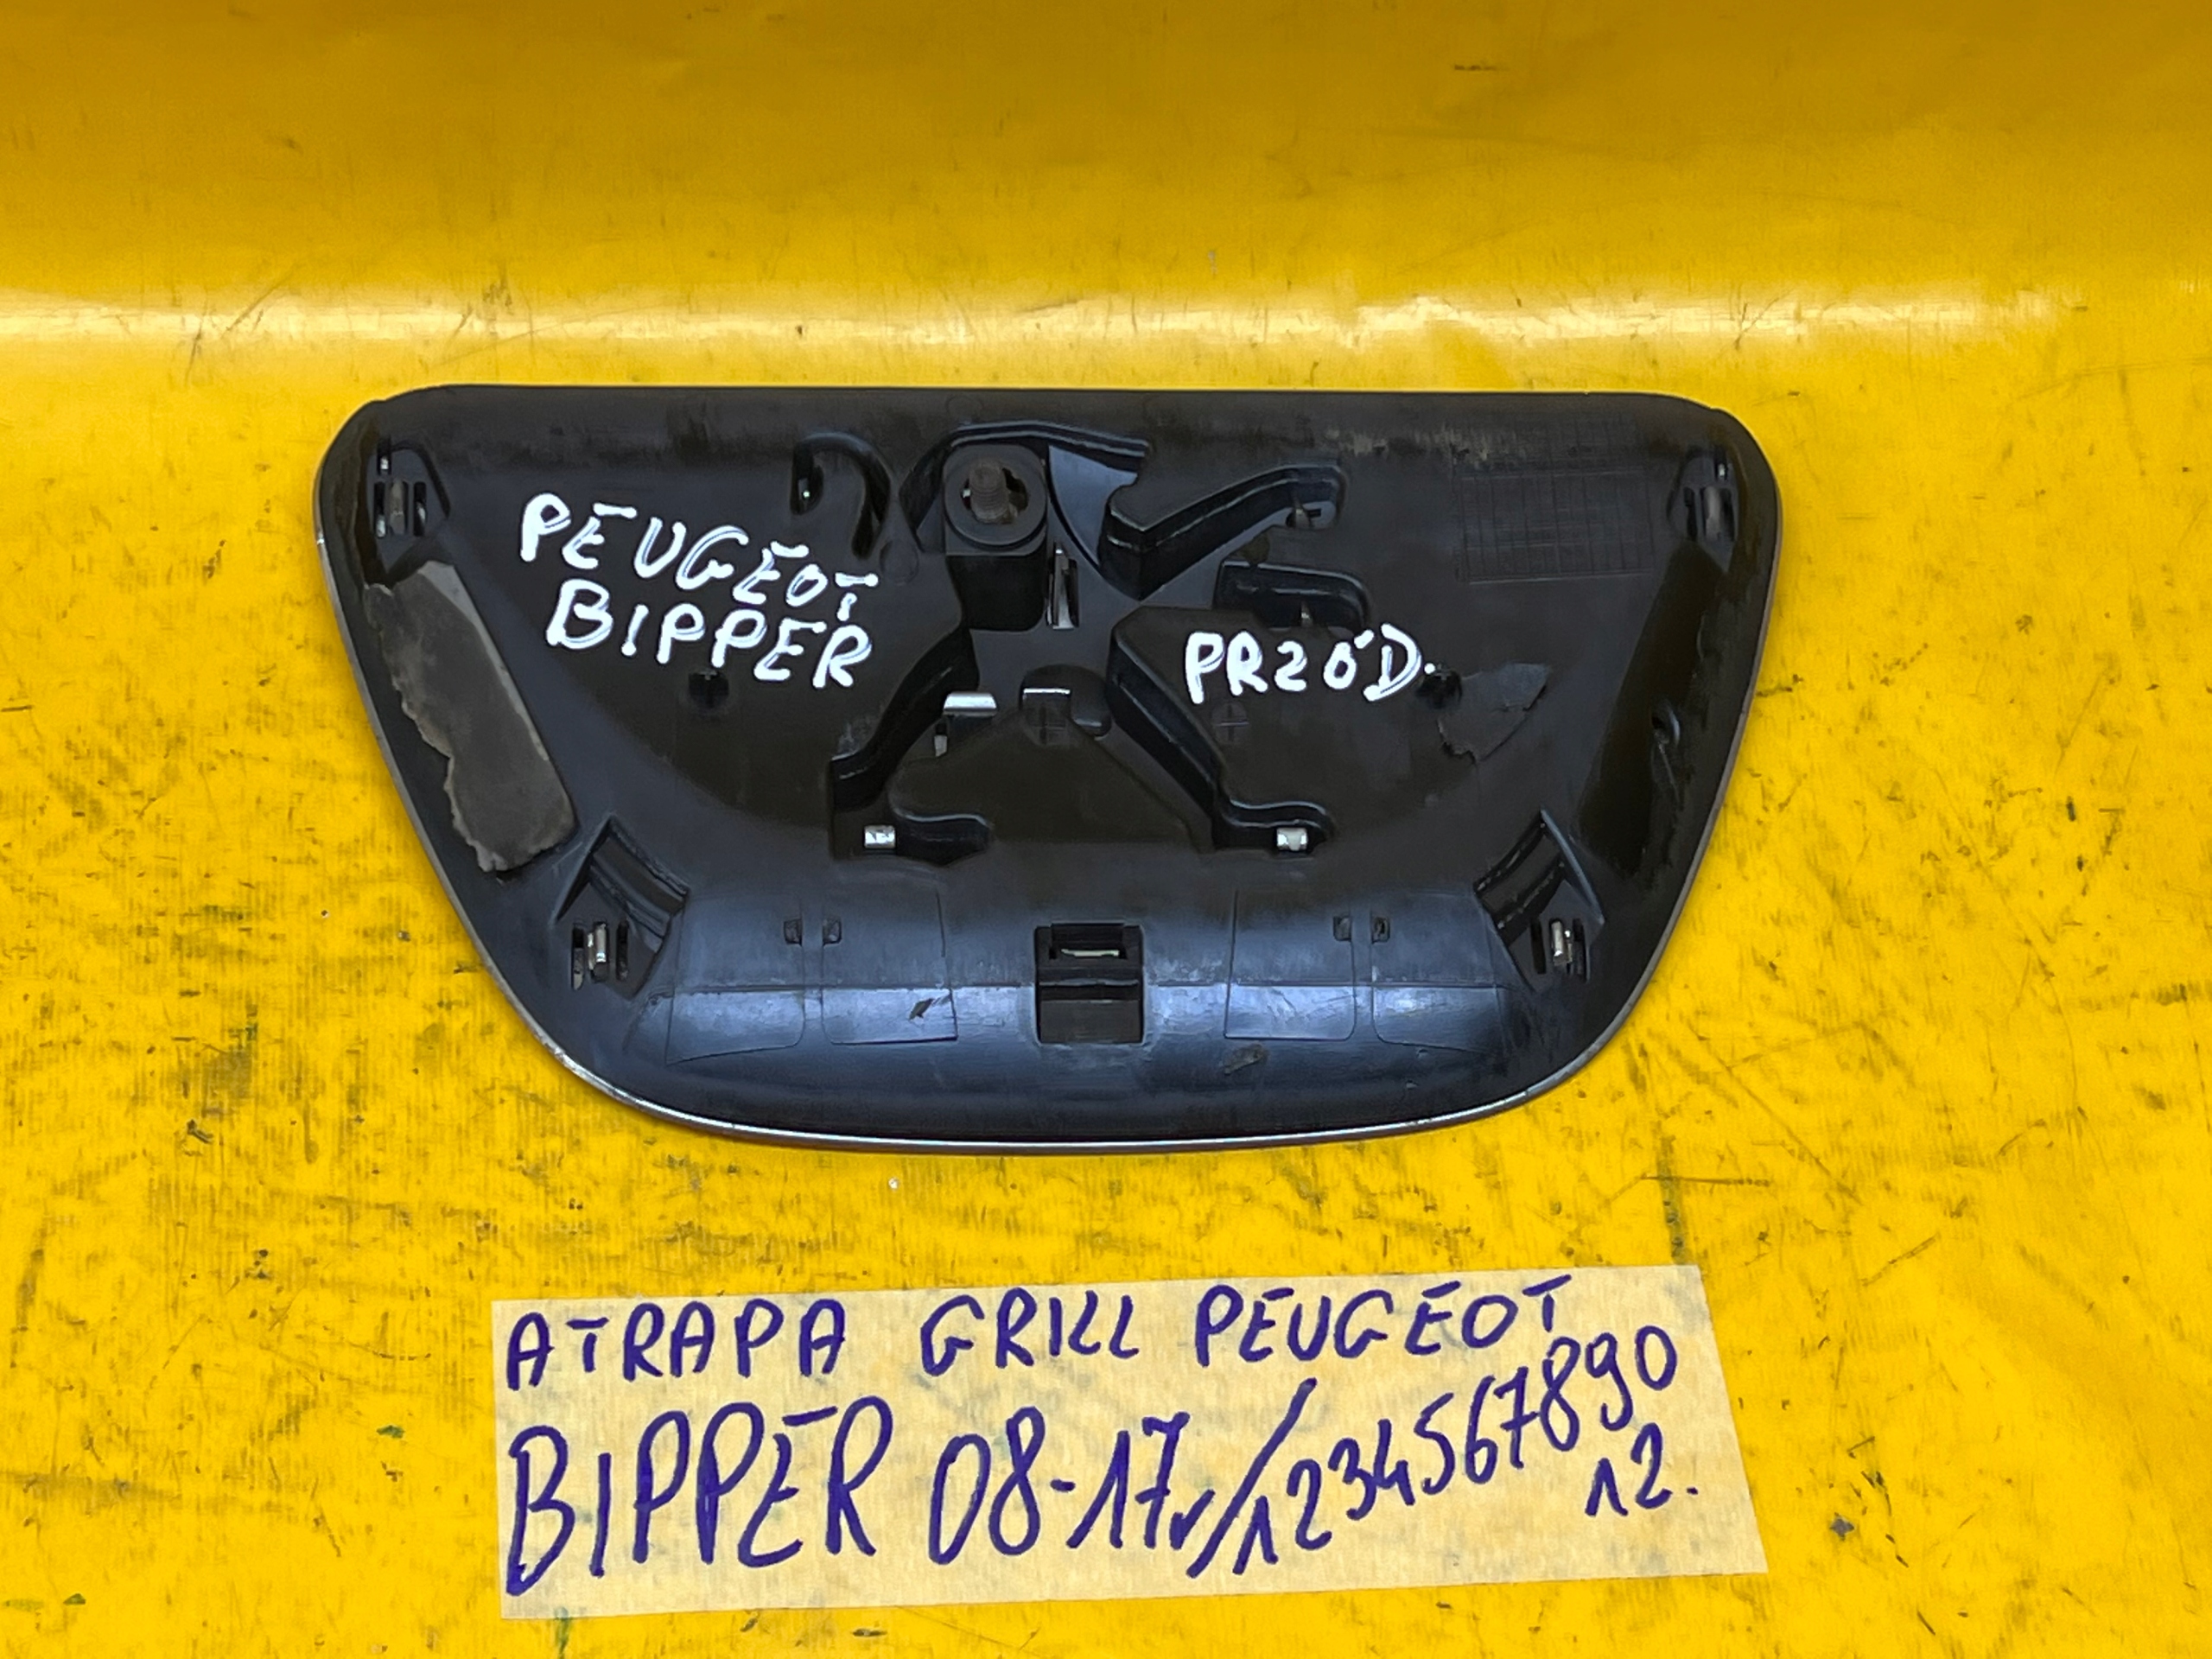 PEUGEOT
BIPPER
PRZÓD.
ATRAPA GRILL PEUGEOT
BIPPER 08-17r/1234567890
12.